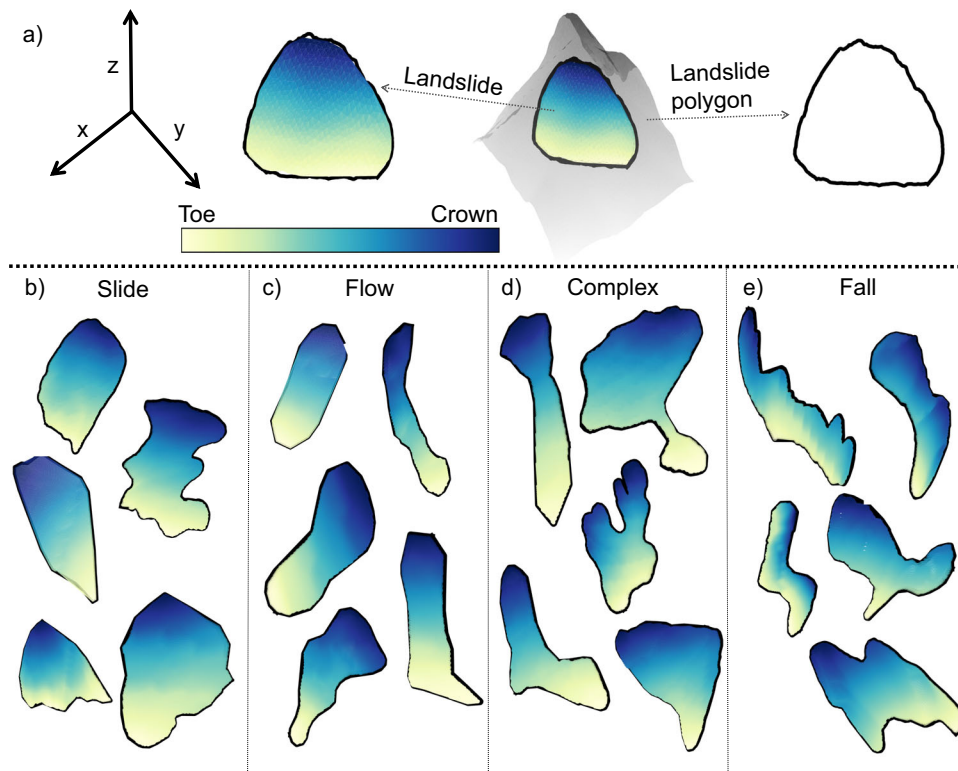 a)
z
x
y
Landslide
Landslide
polygon
Toe
Crown
b)
Slide
c)
Flow
d)
Complex
e)
Fall